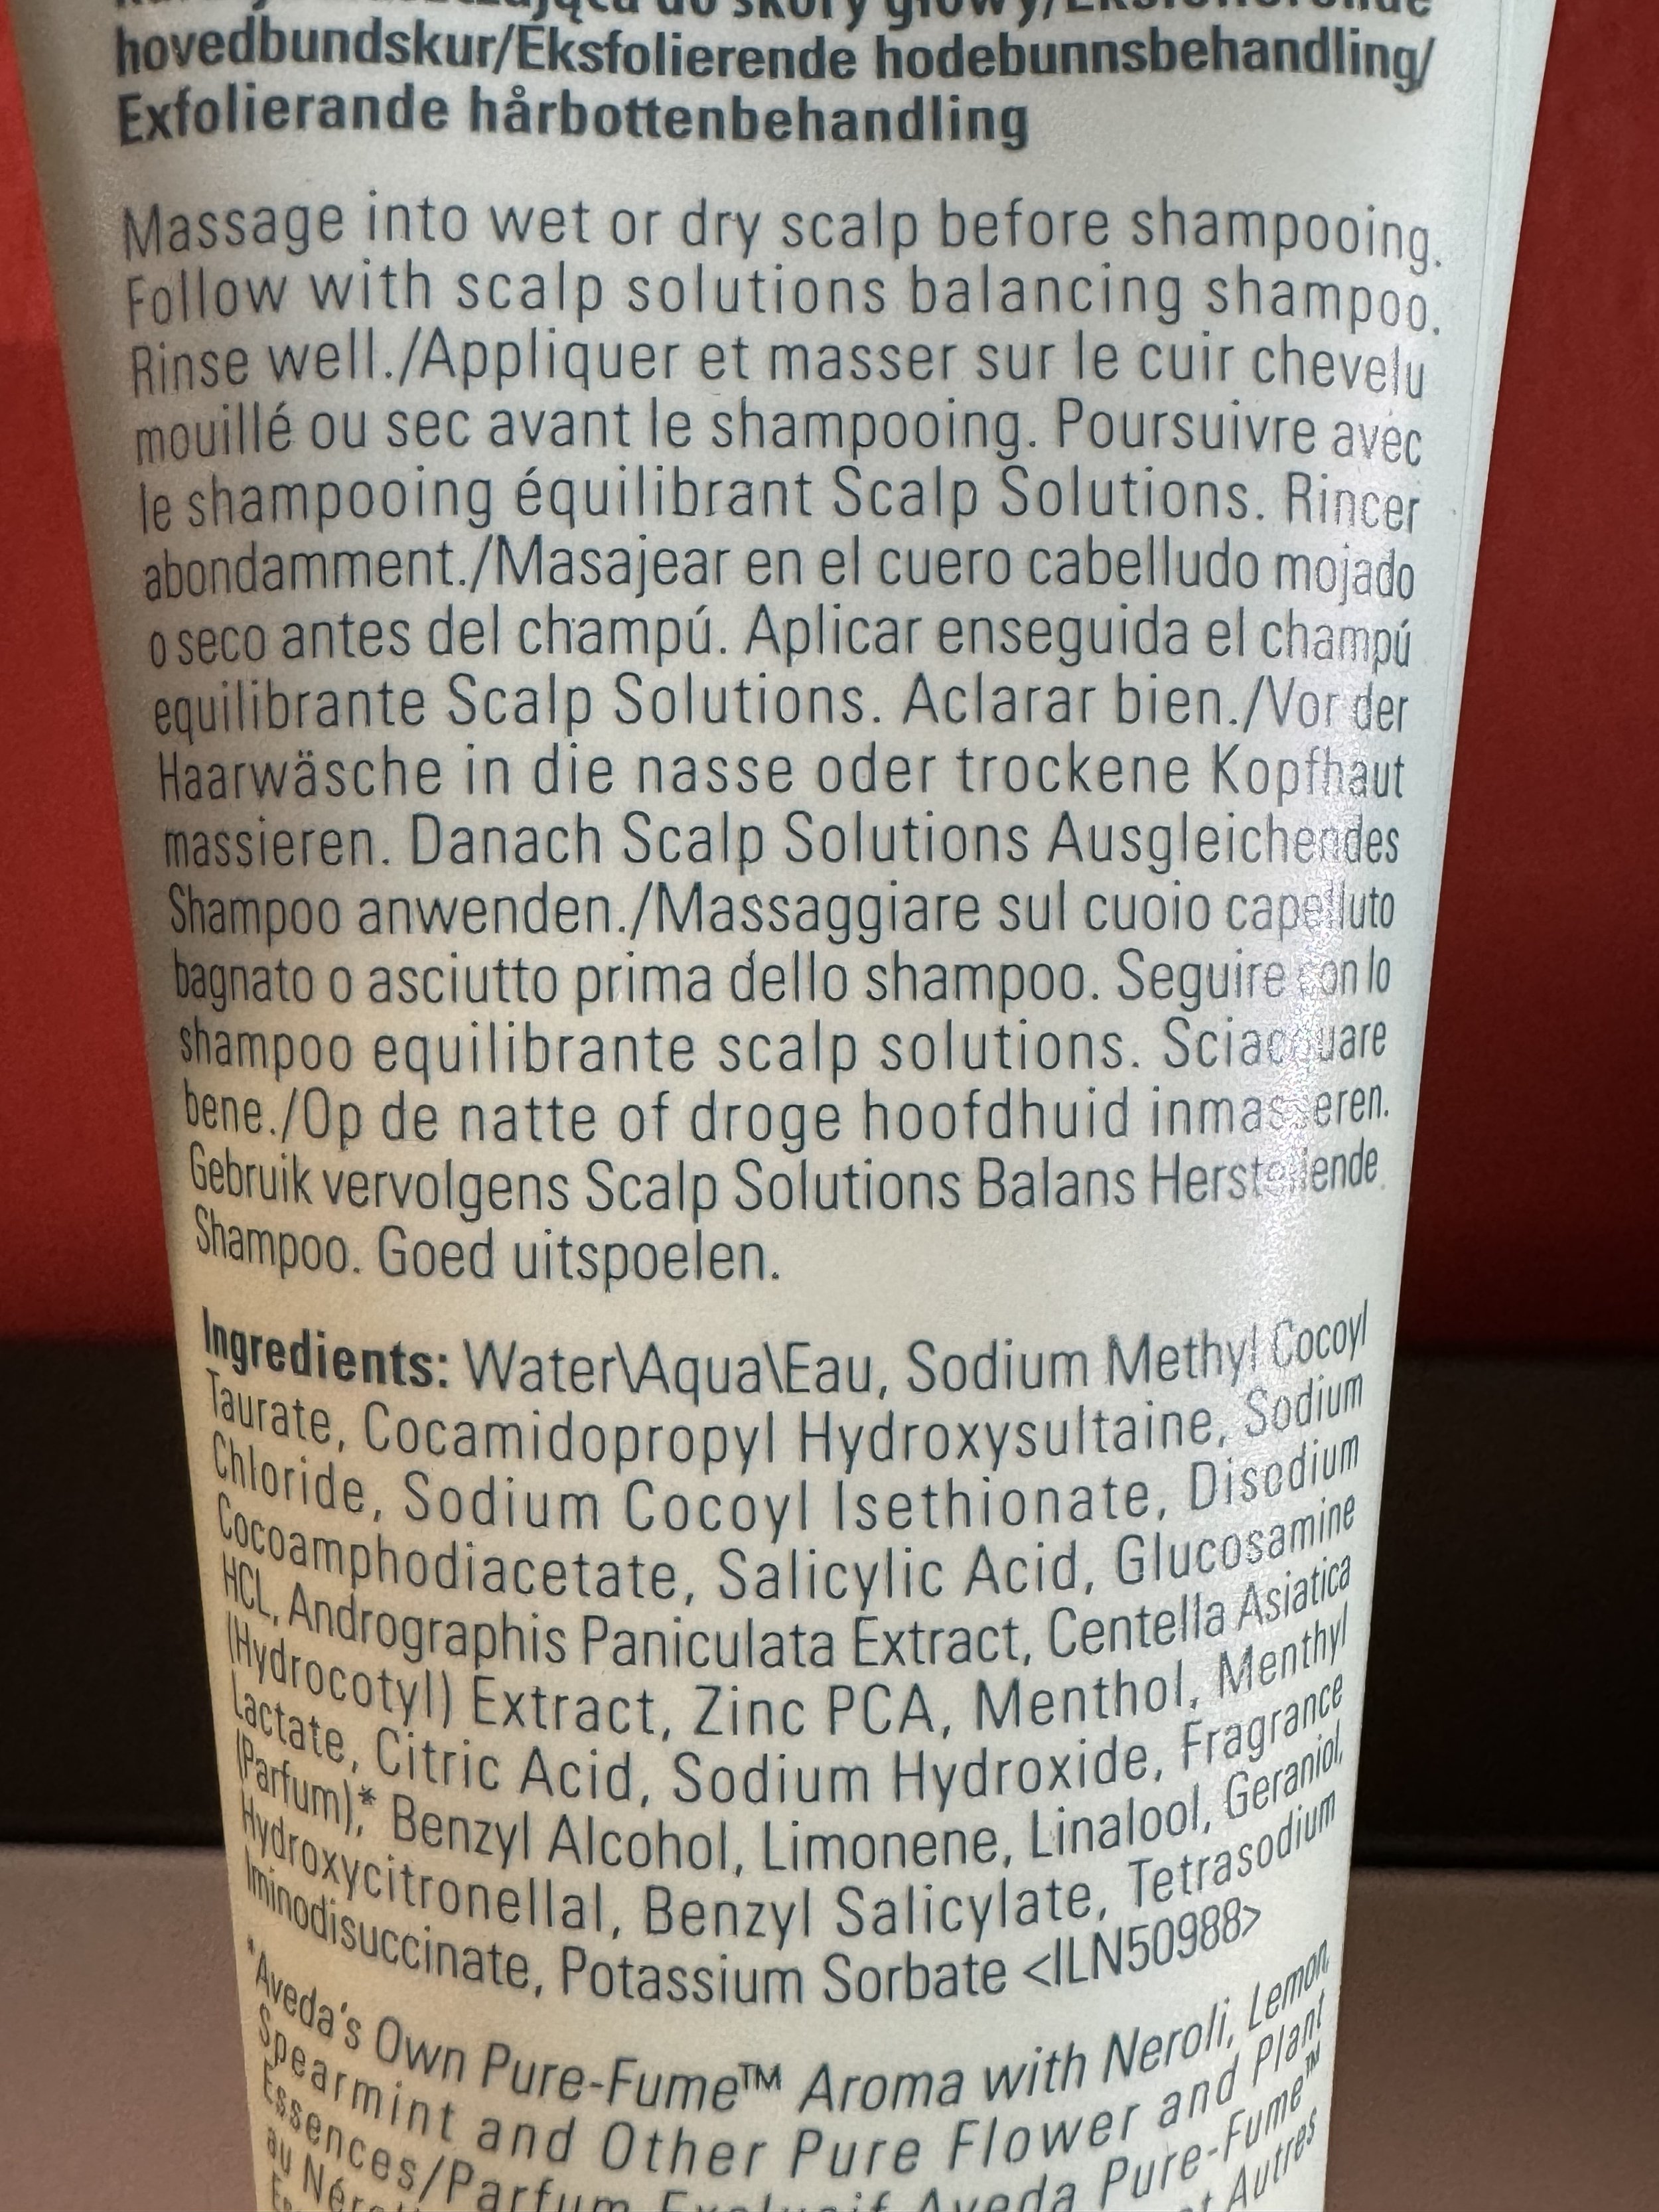 do skóry głowy/Eksfolierende
hovedbundskur/Eksfolierende hodebunnsbehandling/
Exfolierande hårbottenbehandling
Massage into wet or dry scalp before shampooing.
Follow with scalp solutions balancing shampoo.
Rinse well./Appliquer et masser sur le cuir chevelu
mouillé ou sec avant le shampooing. Poursuivre avec
le shampooing équilibrant Scalp Solutions. Rincer
abondamment./Masajear en el cuero cabelludo mojado
o seco antes del champú. Aplicar enseguida el champú
equilibrante Scalp Solutions. Aclarar bien./Vor der
Haarwäsche in die nasse oder trockene Kopfhaut
massieren. Danach Scalp Solutions Ausgleichendes
Shampoo anwenden./Massaggiare sul cuoio capelluto
bagnato o asciutto prima dello shampoo. Seguire con lo
shampoo equilibrante scalp solutions. Sciacquare
bene./Op de natte of droge hoofdhuid inmasseren.
Gebruik vervolgens Scalp Solutions Balans Herstellende
Shampoo. Goed uitspoelen.
Ingredients: Water\Aqua\Eau, Sodium Methyl Cocoyl
Taurate, Cocamidopropyl Hydroxysultaine, Sodium
Chloride, Sodium Cocoyl Isethionate, Disodium
Cocoamphodiacetate, Salicylic Acid, Glucosamine
HCL, Andrographis Paniculata Extract, Centella Asiatica
(Hydrocotyl) Extract, Zinc PCA, Menthol, Menthyl
Lactate, Citric Acid, Sodium Hydroxide, Fragrance
(Parfum),* Benzyl Alcohol, Limonene, Linalool, Geraniol,
Hydroxycitronellal, Benzyl Salicylate, Tetrasodium
Iminodisuccinate, Potassium Sorbate <ILN50988>
*Aveda's Own Pure-Fume™ Aroma with Neroli, Lemon,
Spearmint and Other Pure Flower and Plant
Essences/Parfum Exclusif Aveda Pure-Fume™
au Autres